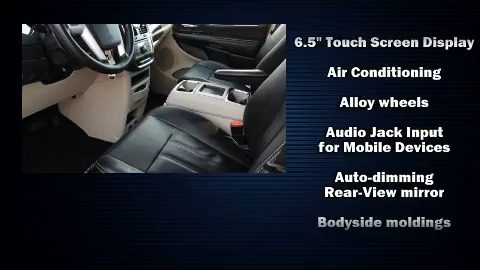 6.5" Touch Screen Display
Air Conditioning
Alloy wheels
Audio Jack Input
for Mobile Devices
Auto-dimming
Rear-View mirror
Bodyside moldings